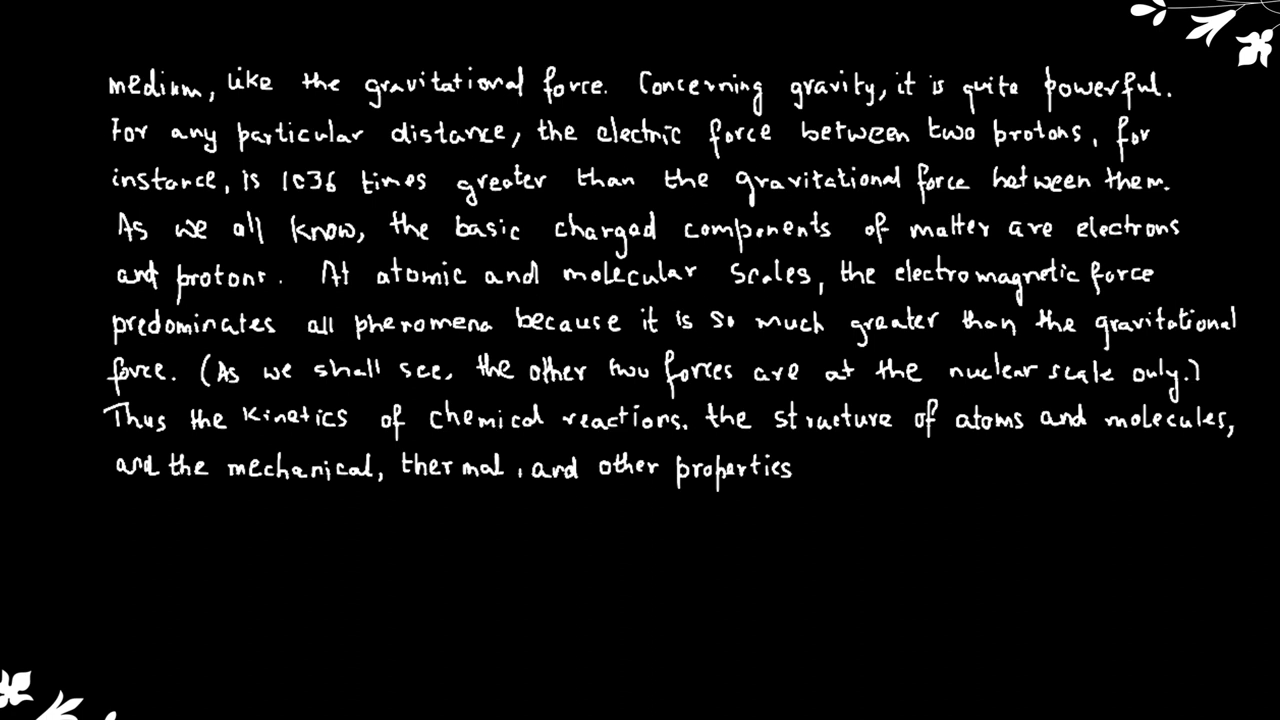 medium, like the gravitational force. Concerning gravity, it is quite powerful.
For any particular distance, the electric force between two protons, for
instance, is 1036 times greater than the gravitational force between them.
As we all know, the basic charged components of matter are electrons
and protons. At atomic and molecular scales, the electromagnetic force
predominates all phenomena because it is so much greater than the gravitational
force. (As we shall see, the other two forces are at the nuclear scale only.)
Thus the kinetics of chemical reactions, the structure of atoms and molecules,
and the mechanical, thermal, and other properties